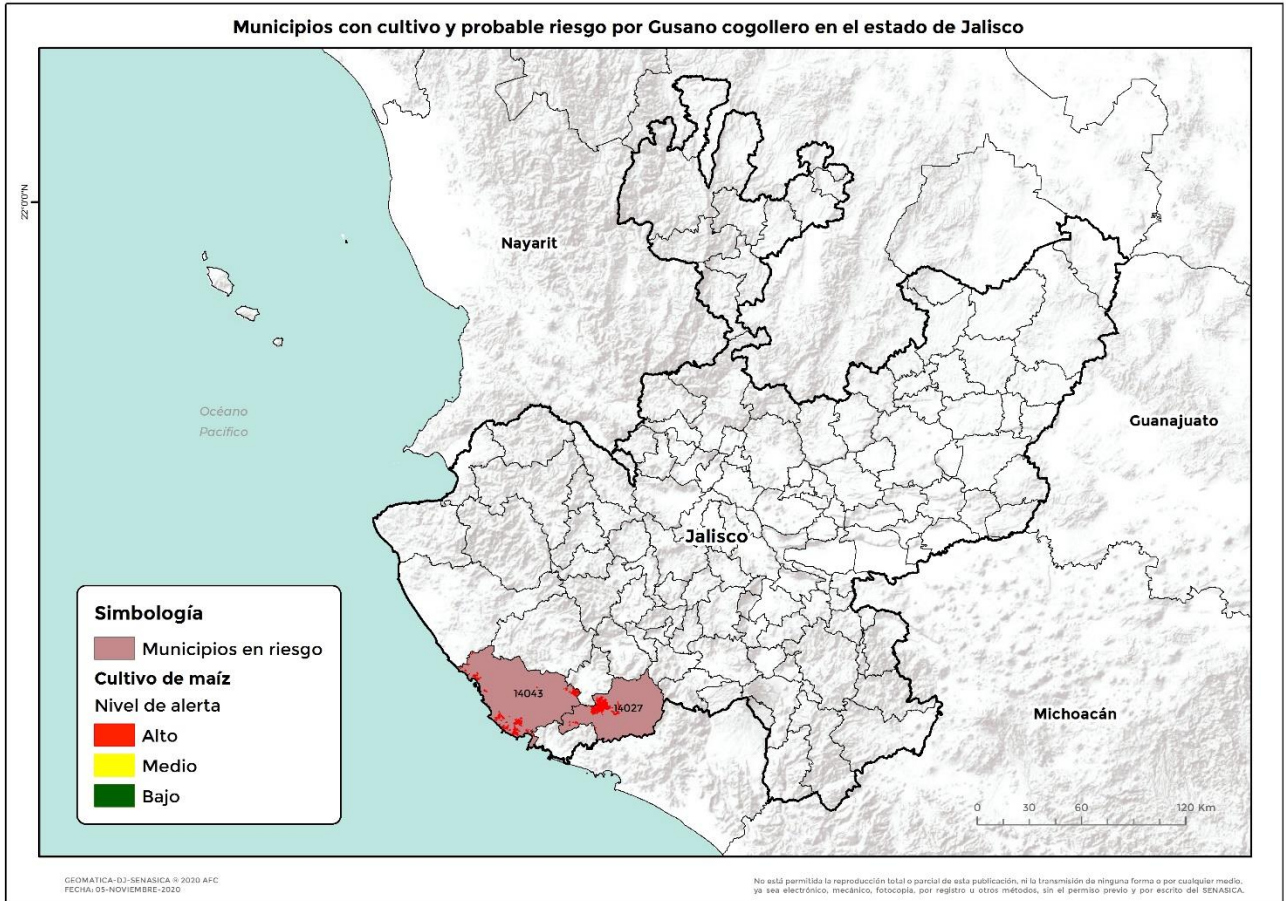 Municipios con cultivo y probable riesgo por Gusano cogollero en el estado de Jalisco
22°0'0"N
Nayarit
Océano
Pacífico
Guanajuato
Jalisco
Simbología
Municipios en riesgo
Cultivo de maíz
Nivel de alerta
Alto
Medio
Bajo
14043
14027
Michoacán
0 30 60 120 Km
GEOMATICA-DJ-SENASICA © 2020 AFC
FECHA: 05-NOVIEMBRE-2020
No está permitida la reproducción total o parcial de esta publicación, ni la transmisión de ninguna forma o por cualquier medio,
ya sea electrónico, mecánico, fotocopia, por registro u otros métodos, sin el permiso previo y por escrito del SENASICA.